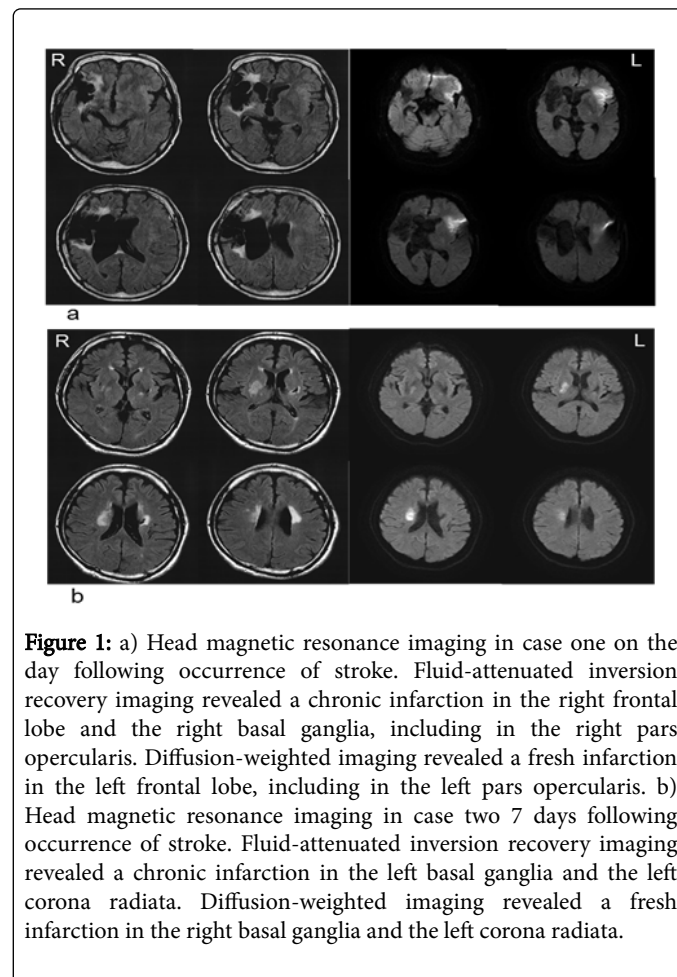 R
L
a
R
L
b
Figure 1: a) Head magnetic resonance imaging in case one on the
day following occurrence of stroke. Fluid-attenuated inversion
recovery imaging revealed a chronic infarction in the right frontal
lobe and the right basal ganglia, including in the right pars
opercularis. Diffusion-weighted imaging revealed a fresh infarction
in the left frontal lobe, including in the left pars opercularis. b)
Head magnetic resonance imaging in case two 7 days following
occurrence of stroke. Fluid-attenuated inversion recovery imaging
revealed a chronic infarction in the left basal ganglia and the left
corona radiata. Diffusion-weighted imaging revealed a fresh
infarction in the right basal ganglia and the left corona radiata.